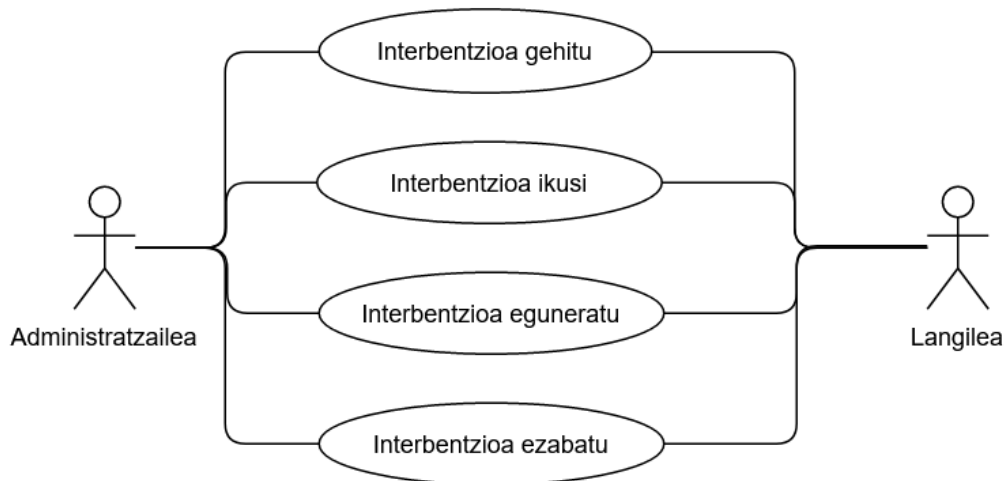 Interbentzioa gehitu
Interbentzioa ikusi
Interbentzioa eguneratu
Administratzailea
Langilea
Interbentzioa ezabatu